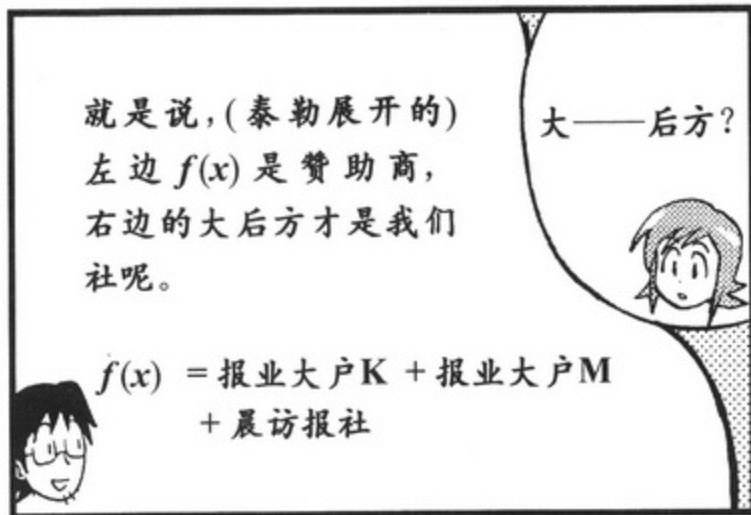 就是说,(泰勒展开的)
左边 f(x) 是赞助商,
右边的大后方才是我们
社呢。
大——后方?
f(x) = 报业大户K + 报业大户M
+ 晨访报社